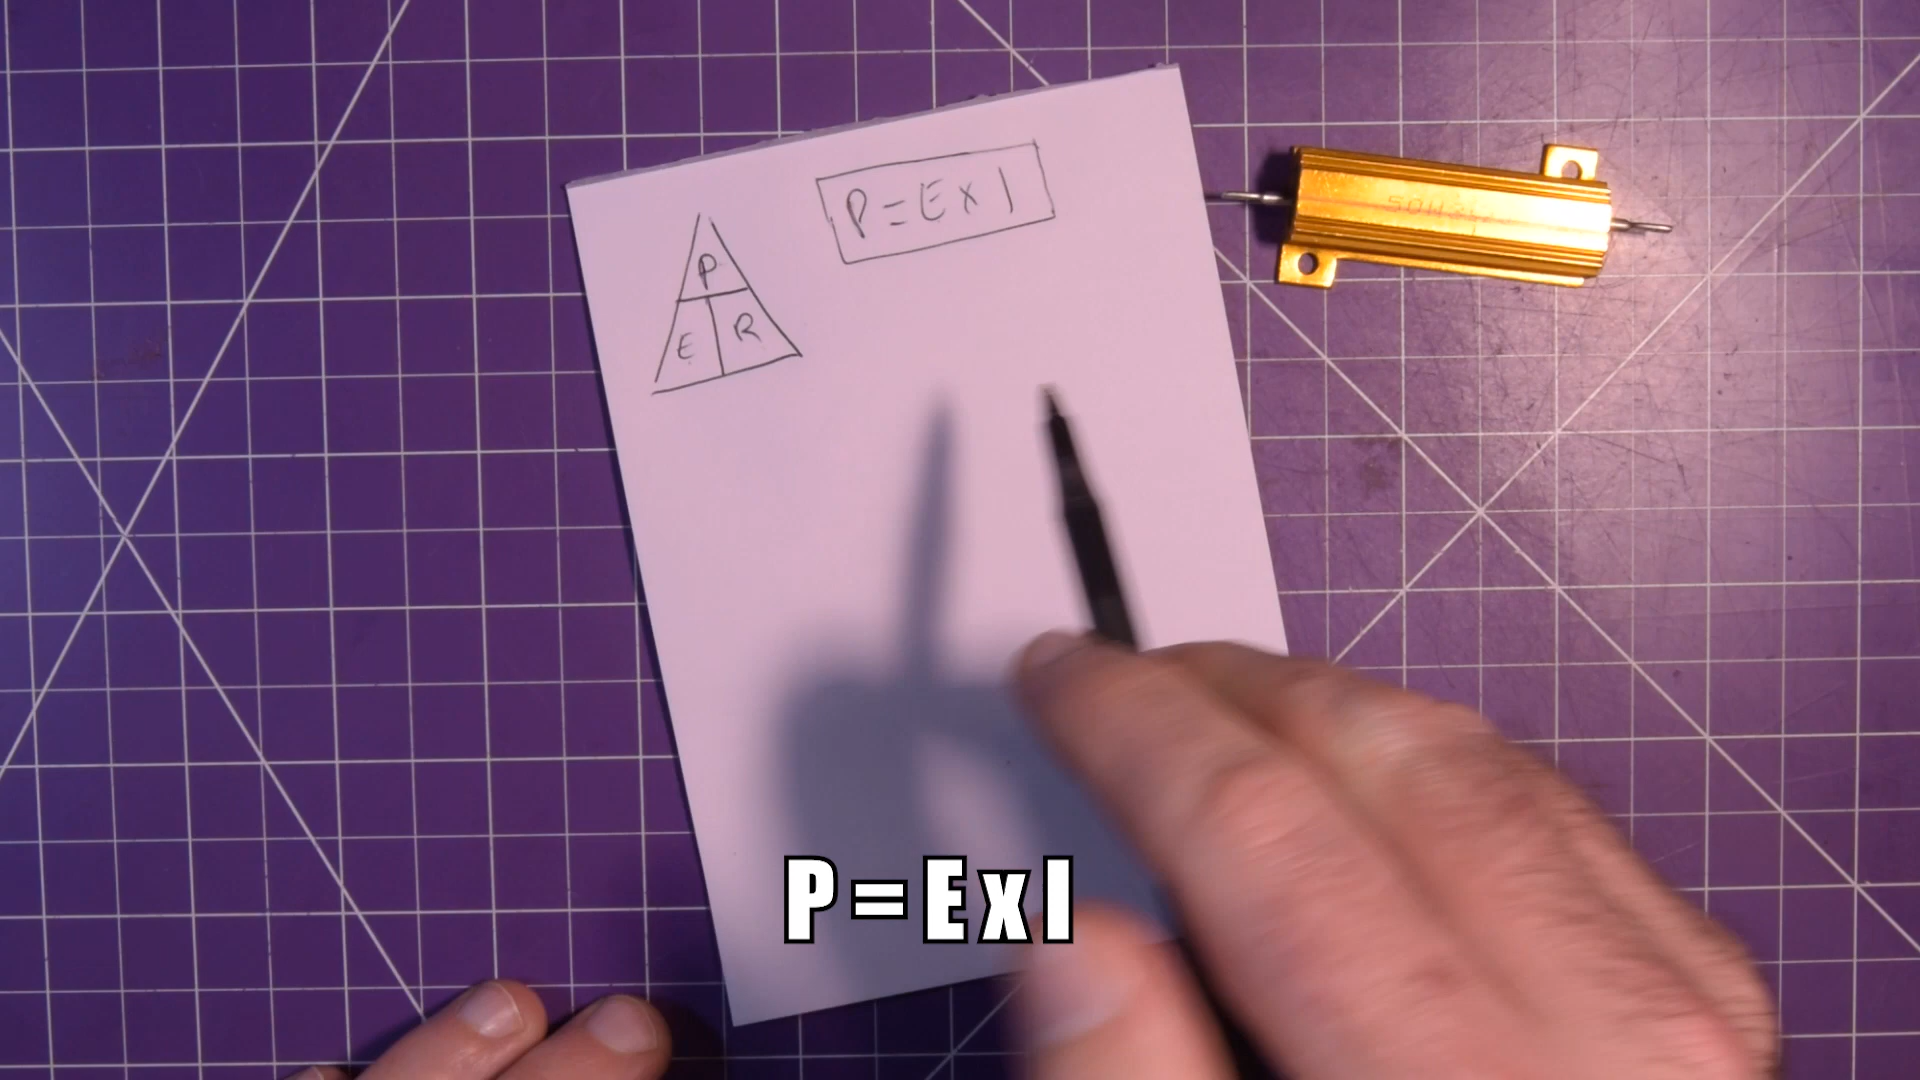 P = E x I
P
E R
P = E x I